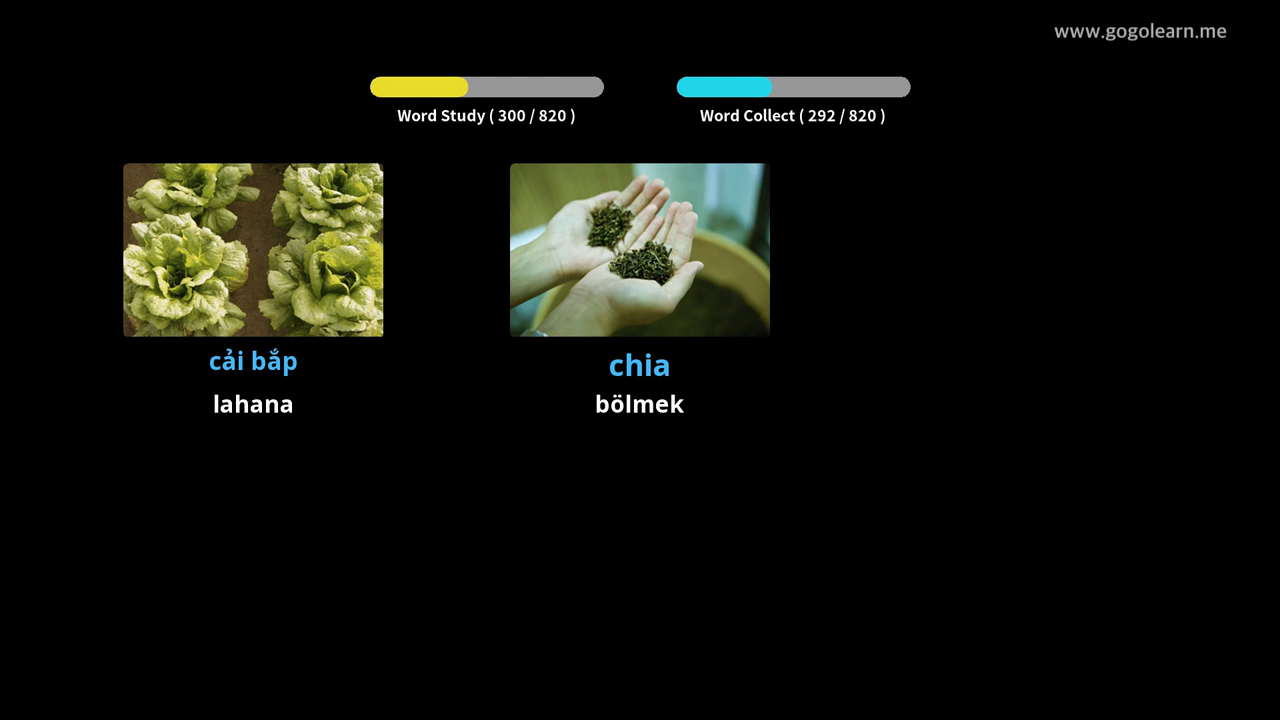 www.gogolearn.me
Word Study ( 300 / 820 )
Word Collect ( 292 / 820 )
cải bắp
lahana
chia
bölmek